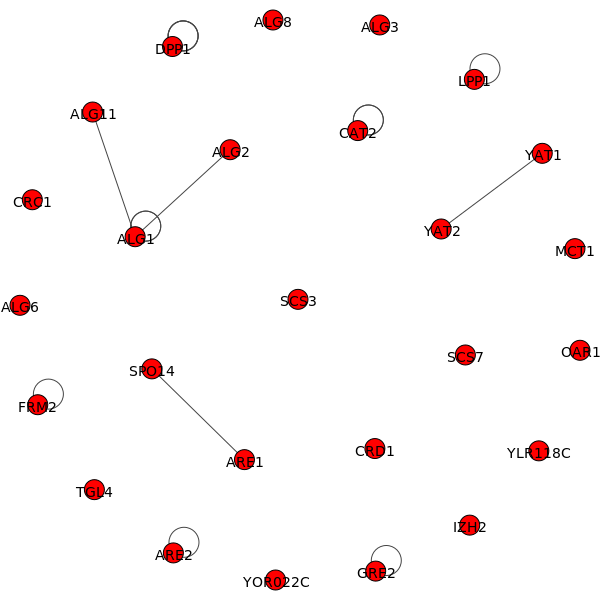 ALG8
ALG3
DPP1
LPP1
ALG11
CAT2
ALG2
YAT1
CRC1
YAT2
ALG1
MCT1
SCS3
ALG6
OAR1
SCS7
SPO14
FRM2
CRD1
YLR118C
ARE1
TGL4
IZH2
ARE2
GRE2
YOR022C